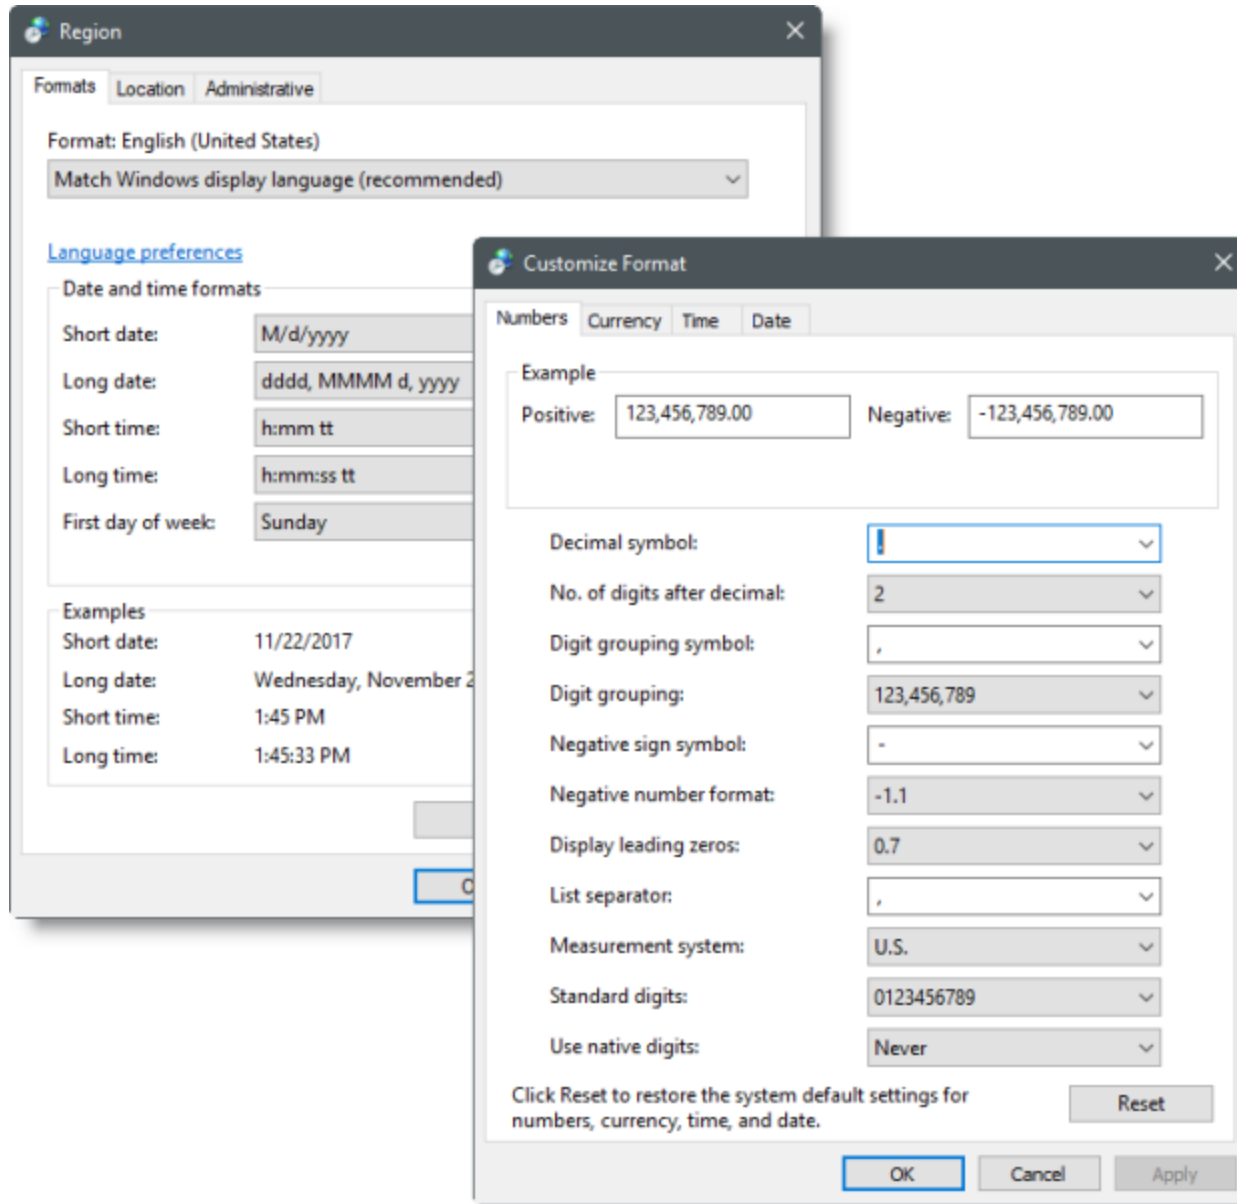 Region
Formats Location Administrative
Format: English (United States)
Match Windows display language (recommended)
Language preferences
Date and time formats
Short date: M/d/yyyy
Long date: dddd, MMMM d, yyyy
Short time: h:mm tt
Long time: h:mm:ss tt
First day of week: Sunday
Examples
Short date: 11/22/2017
Long date: Wednesday, November 2
Short time: 1:45 PM
Long time: 1:45:33 PM
Customize Format
Numbers Currency Time Date
Example
Positive: 123,456,789.00 Negative: -123,456,789.00
Decimal symbol: .
No. of digits after decimal: 2
Digit grouping symbol: ,
Digit grouping: 123,456,789
Negative sign symbol: -
Negative number format: -1.1
Display leading zeros: 0.7
List separator: ,
Measurement system: U.S.
Standard digits: 0123456789
Use native digits: Never
Click Reset to restore the system default settings for
numbers, currency, time, and date.
Reset
OK Cancel Apply